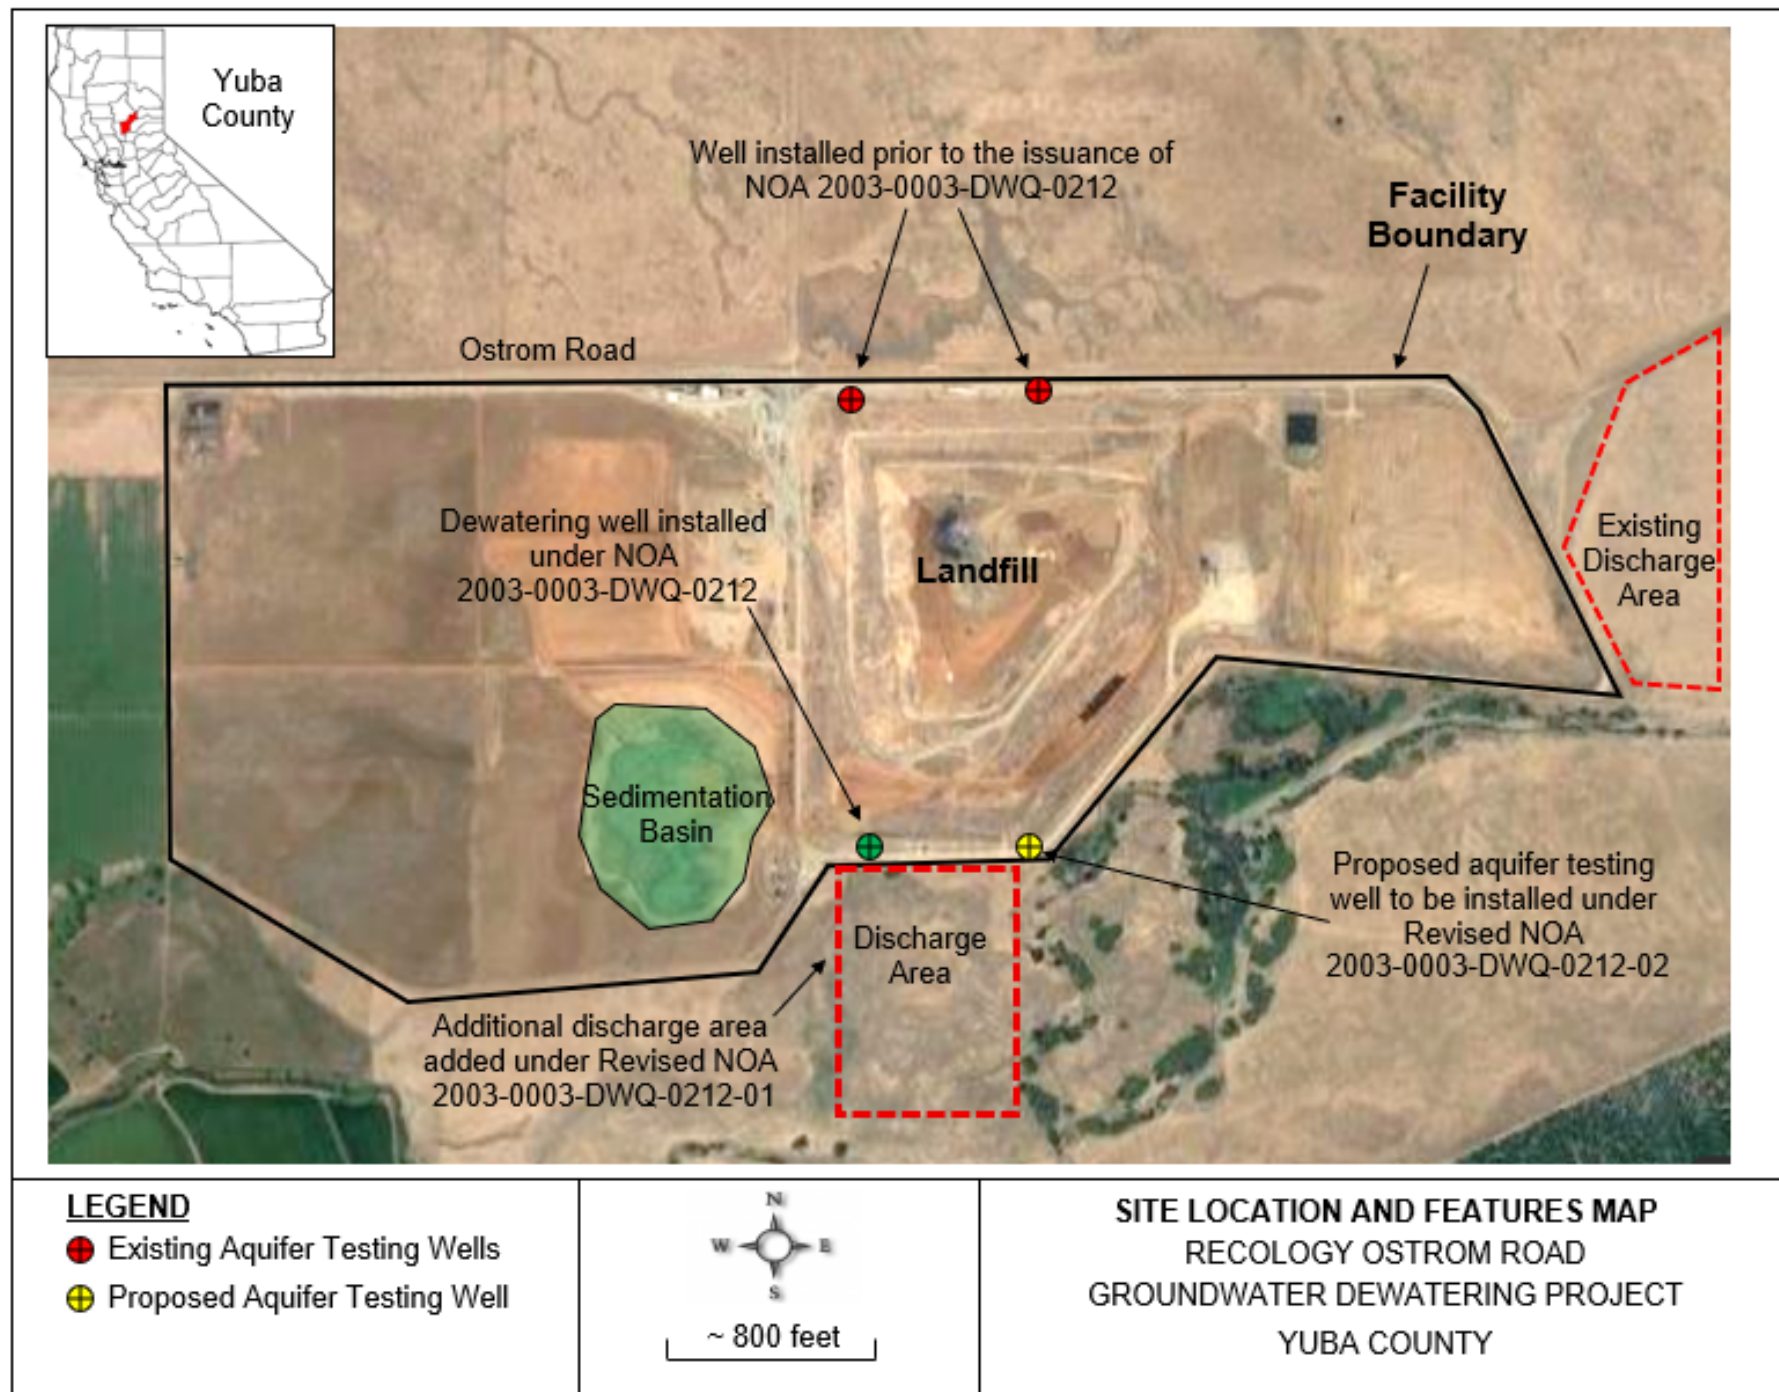 Yuba
County
Well installed prior to the issuance of
NOA 2003-0003-DWQ-0212
Facility
Boundary
Ostrom Road
Existing
Discharge
Area
Dewatering well installed
under NOA
2003-0003-DWQ-0212
Landfill
Sedimentation
Basin
Proposed aquifer testing
well to be installed under
Revised NOA
2003-0003-DWQ-0212-02
Discharge
Area
Additional discharge area
added under Revised NOA
2003-0003-DWQ-0212-01
LEGEND
Existing Aquifer Testing Wells
Proposed Aquifer Testing Well
N
W E
S
~ 800 feet
SITE LOCATION AND FEATURES MAP
RECOLOGY OSTROM ROAD
GROUNDWATER DEWATERING PROJECT
YUBA COUNTY